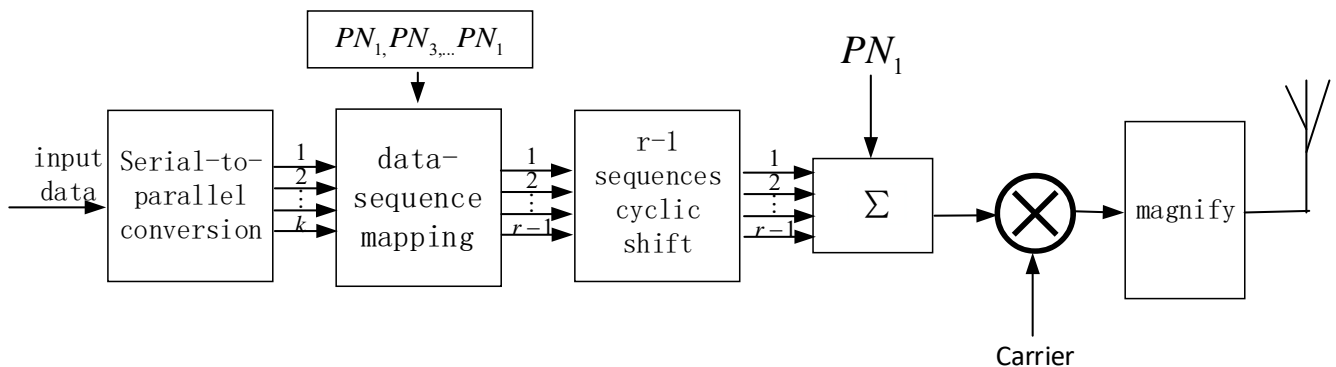 PN₁, PN₃,... PN₁
PN₁
input
data
Serial-to-
parallel
conversion
1
2
⋮
k
data-
sequence
mapping
1
2
⋮
r-1
r-1
sequences
cyclic
shift
1
2
⋮
r-1
Σ
magnify
Carrier